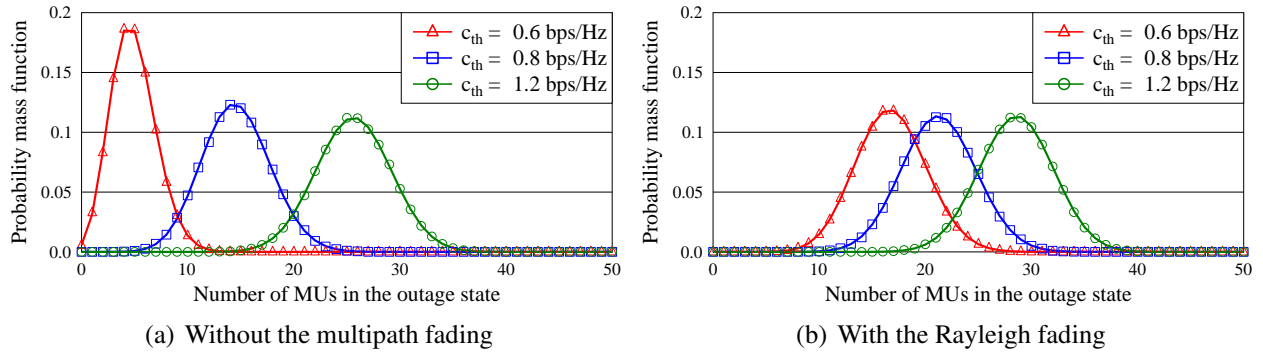 Probability mass function
0.2
0.15
0.1
0.05
0.0
c_th = 0.6 bps/Hz
c_th = 0.8 bps/Hz
c_th = 1.2 bps/Hz
0 10 20 30 40 50
Number of MUs in the outage state
(a) Without the multipath fading
Probability mass function
0.2
0.15
0.1
0.05
0.0
c_th = 0.6 bps/Hz
c_th = 0.8 bps/Hz
c_th = 1.2 bps/Hz
0 10 20 30 40 50
Number of MUs in the outage state
(b) With the Rayleigh fading